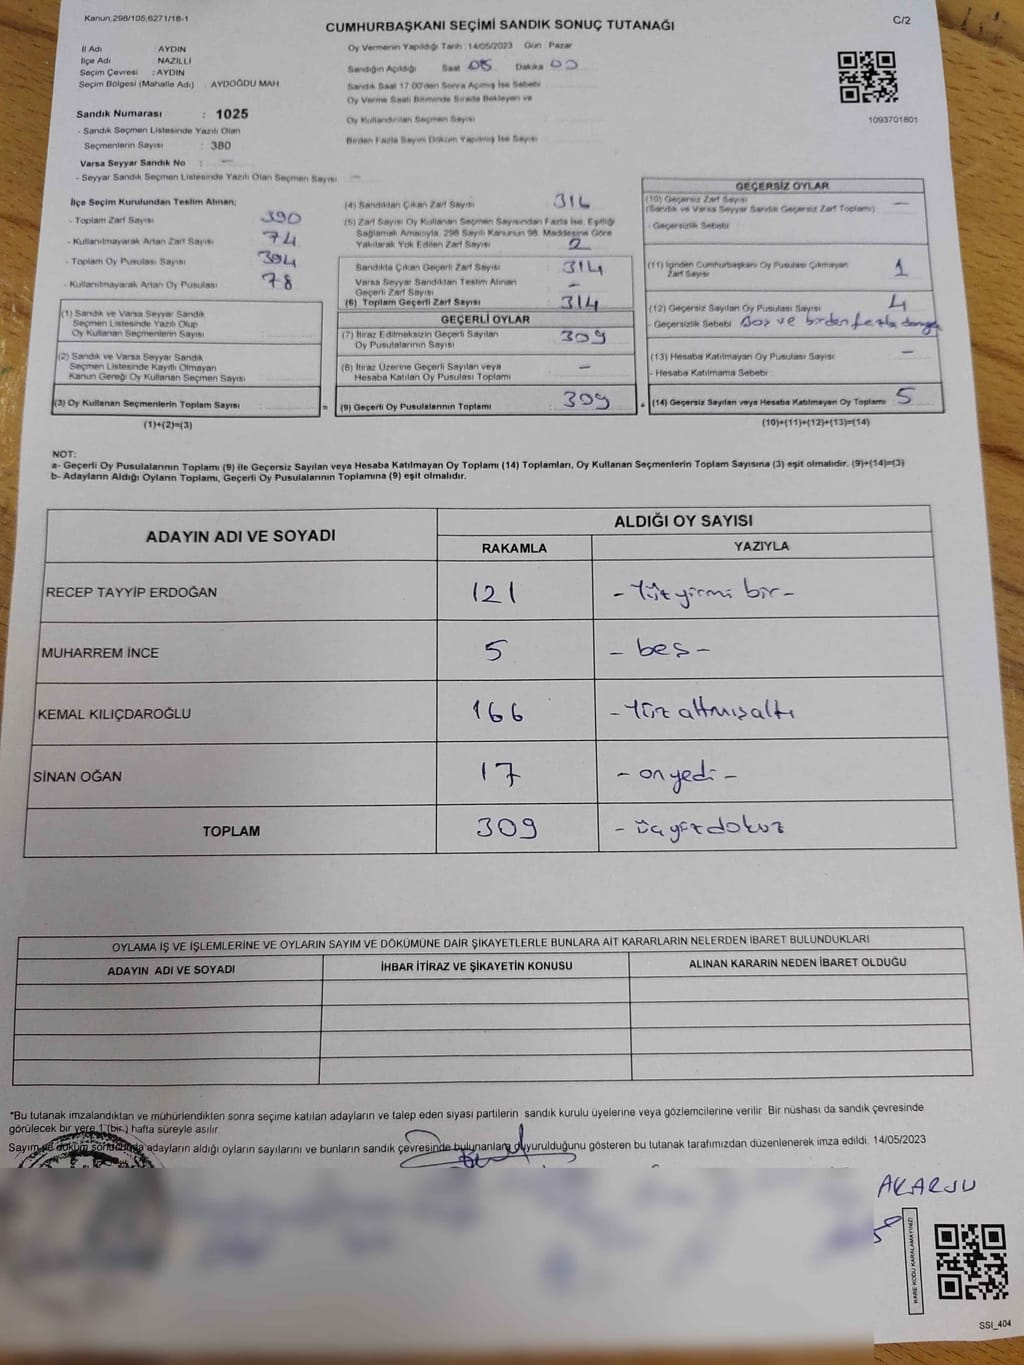 Kanun.298/105,6271/18-1
CUMHURBAŞKANI SEÇİMİ SANDIK SONUÇ TUTANAĞI
C/2
İl Adı : AYDIN
İlçe Adı : NAZİLLİ
Seçim Çevresi : AYDIN
Seçim Bölgesi (Mahalle Adı) : AYDOĞDU MAH
Sandık Numarası : 1025
- Sandık Seçmen Listesinde Yazılı Olan
Seçmenlerin Sayısı : 380
Varsa Seyyar Sandık No : —
- Seyyar Sandık Seçmen Listesinde Yazılı Olan Seçmen Sayısı —
Oy Vermenin Yapıldığı Tarih : 14/05/2023 Gün : Pazar
Sandığın Açıldığı Saat 08 Dakika 00
Sandık Saat 17:00'den Sonra Açılmış İse Sebebi
Oy Verme Saati Bitiminde Sırada Bekleyen ve
Oy Kullandırılan Seçmen Sayısı
Birden Fazla Sayım Döküm Yapılmış İse Sayısı
1093701801
İlçe Seçim Kurulundan Teslim Alınan;
- Toplam Zarf Sayısı 390
- Kullanılmayarak Artan Zarf Sayısı 74
- Toplam Oy Pusulası Sayısı 394
- Kullanılmayarak Artan Oy Pusulası 78
(1) Sandık ve Varsa Seyyar Sandık
Seçmen Listesinde Yazılı Olup
Oy Kullanan Seçmenlerin Sayısı
(2) Sandık ve Varsa Seyyar Sandık
Seçmen Listesinde Kayıtlı Olmayan
Kanun Gereği Oy Kullanan Seçmen Sayısı
(3) Oy Kullanan Seçmenlerin Toplam Sayısı =
(1)+(2)=(3)
(4) Sandıktan Çıkan Zarf Sayısı 316
(5) Zarf Sayısı Oy Kullanan Seçmen Sayısından Fazla İse, Eşitliği
Sağlamak Amacıyla, 298 Sayılı Kanunun 98. Maddesine Göre
Yakılarak Yok Edilen Zarf Sayısı 2
Sandıkta Çıkan Geçerli Zarf Sayısı 314
Varsa Seyyar Sandıktan Teslim Alınan
Geçerli Zarf Sayısı —
(6) Toplam Geçerli Zarf Sayısı 314
GEÇERLİ OYLAR
(7) İtiraz Edilmeksizin Geçerli Sayılan
Oy Pusulalarının Sayısı 309
(8) İtiraz Üzerine Geçerli Sayılan veya
Hesaba Katılan Oy Pusulası Toplamı —
(9) Geçerli Oy Pusulalarının Toplamı 309 +
GEÇERSİZ OYLAR
(10) Geçersiz Zarf Sayısı
(Sandık ve Varsa Seyyar Sandık Geçersiz Zarf Toplamı) —
- Geçersizlik Sebebi
(11) İçinden Cumhurbaşkanı Oy Pusulası Çıkmayan
Zarf Sayısı 1
(12) Geçersiz Sayılan Oy Pusulası Sayısı 4
- Geçersizlik Sebebi Boş ve birden fazla damga
(13) Hesaba Katılmayan Oy Pusulası Sayısı —
- Hesaba Katılmama Sebebi
(14) Geçersiz Sayılan veya Hesaba Katılmayan Oy Toplamı 5
(10)+(11)+(12)+(13)=(14)
NOT:
a- Geçerli Oy Pusulalarının Toplamı (9) ile Geçersiz Sayılan veya Hesaba Katılmayan Oy Toplamı (14) Toplamları, Oy Kullanan Seçmenlerin Toplam Sayısına (3) eşit olmalıdır. (9)+(14)=(3)
b- Adayların Aldığı Oyların Toplamı, Geçerli Oy Pusulalarının Toplamına (9) eşit olmalıdır.
ADAYIN ADI VE SOYADI
ALDIĞI OY SAYISI
RAKAMLA YAZIYLA
RECEP TAYYİP ERDOĞAN 121 - Yüz yirmi bir -
MUHARREM İNCE 5 - beş -
KEMAL KILIÇDAROĞLU 166 - Yüz altmış altı
SİNAN OĞAN 17 - on yedi -
TOPLAM 309 - üç yüz dokuz
OYLAMA İŞ VE İŞLEMLERİNE VE OYLARIN SAYIM VE DÖKÜMÜNE DAİR ŞİKAYETLERLE BUNLARA AİT KARARLARIN NELERDEN İBARET BULUNDUKLARI
ADAYIN ADI VE SOYADI İHBAR İTİRAZ VE ŞİKAYETİN KONUSU ALINAN KARARIN NEDEN İBARET OLDUĞU
*Bu tutanak imzalandıktan ve mühürlendikten sonra seçime katılan adayların ve talep eden siyasi partilerin sandık kurulu üyelerine veya gözlemcilerine verilir. Bir nüshası da sandık çevresinde
görülecek bir yere 1 (bir) hafta süreyle asılır.
Sayım ve döküm sonucunda adayların aldığı oyların sayılarını ve bunların sandık çevresinde bulunanlara duyurulduğunu gösteren bu tutanak tarafımızdan düzenlenerek imza edildi. 14/05/2023
AKARSU
KARE KODU KARALAMAYINIZ!
SSI_404